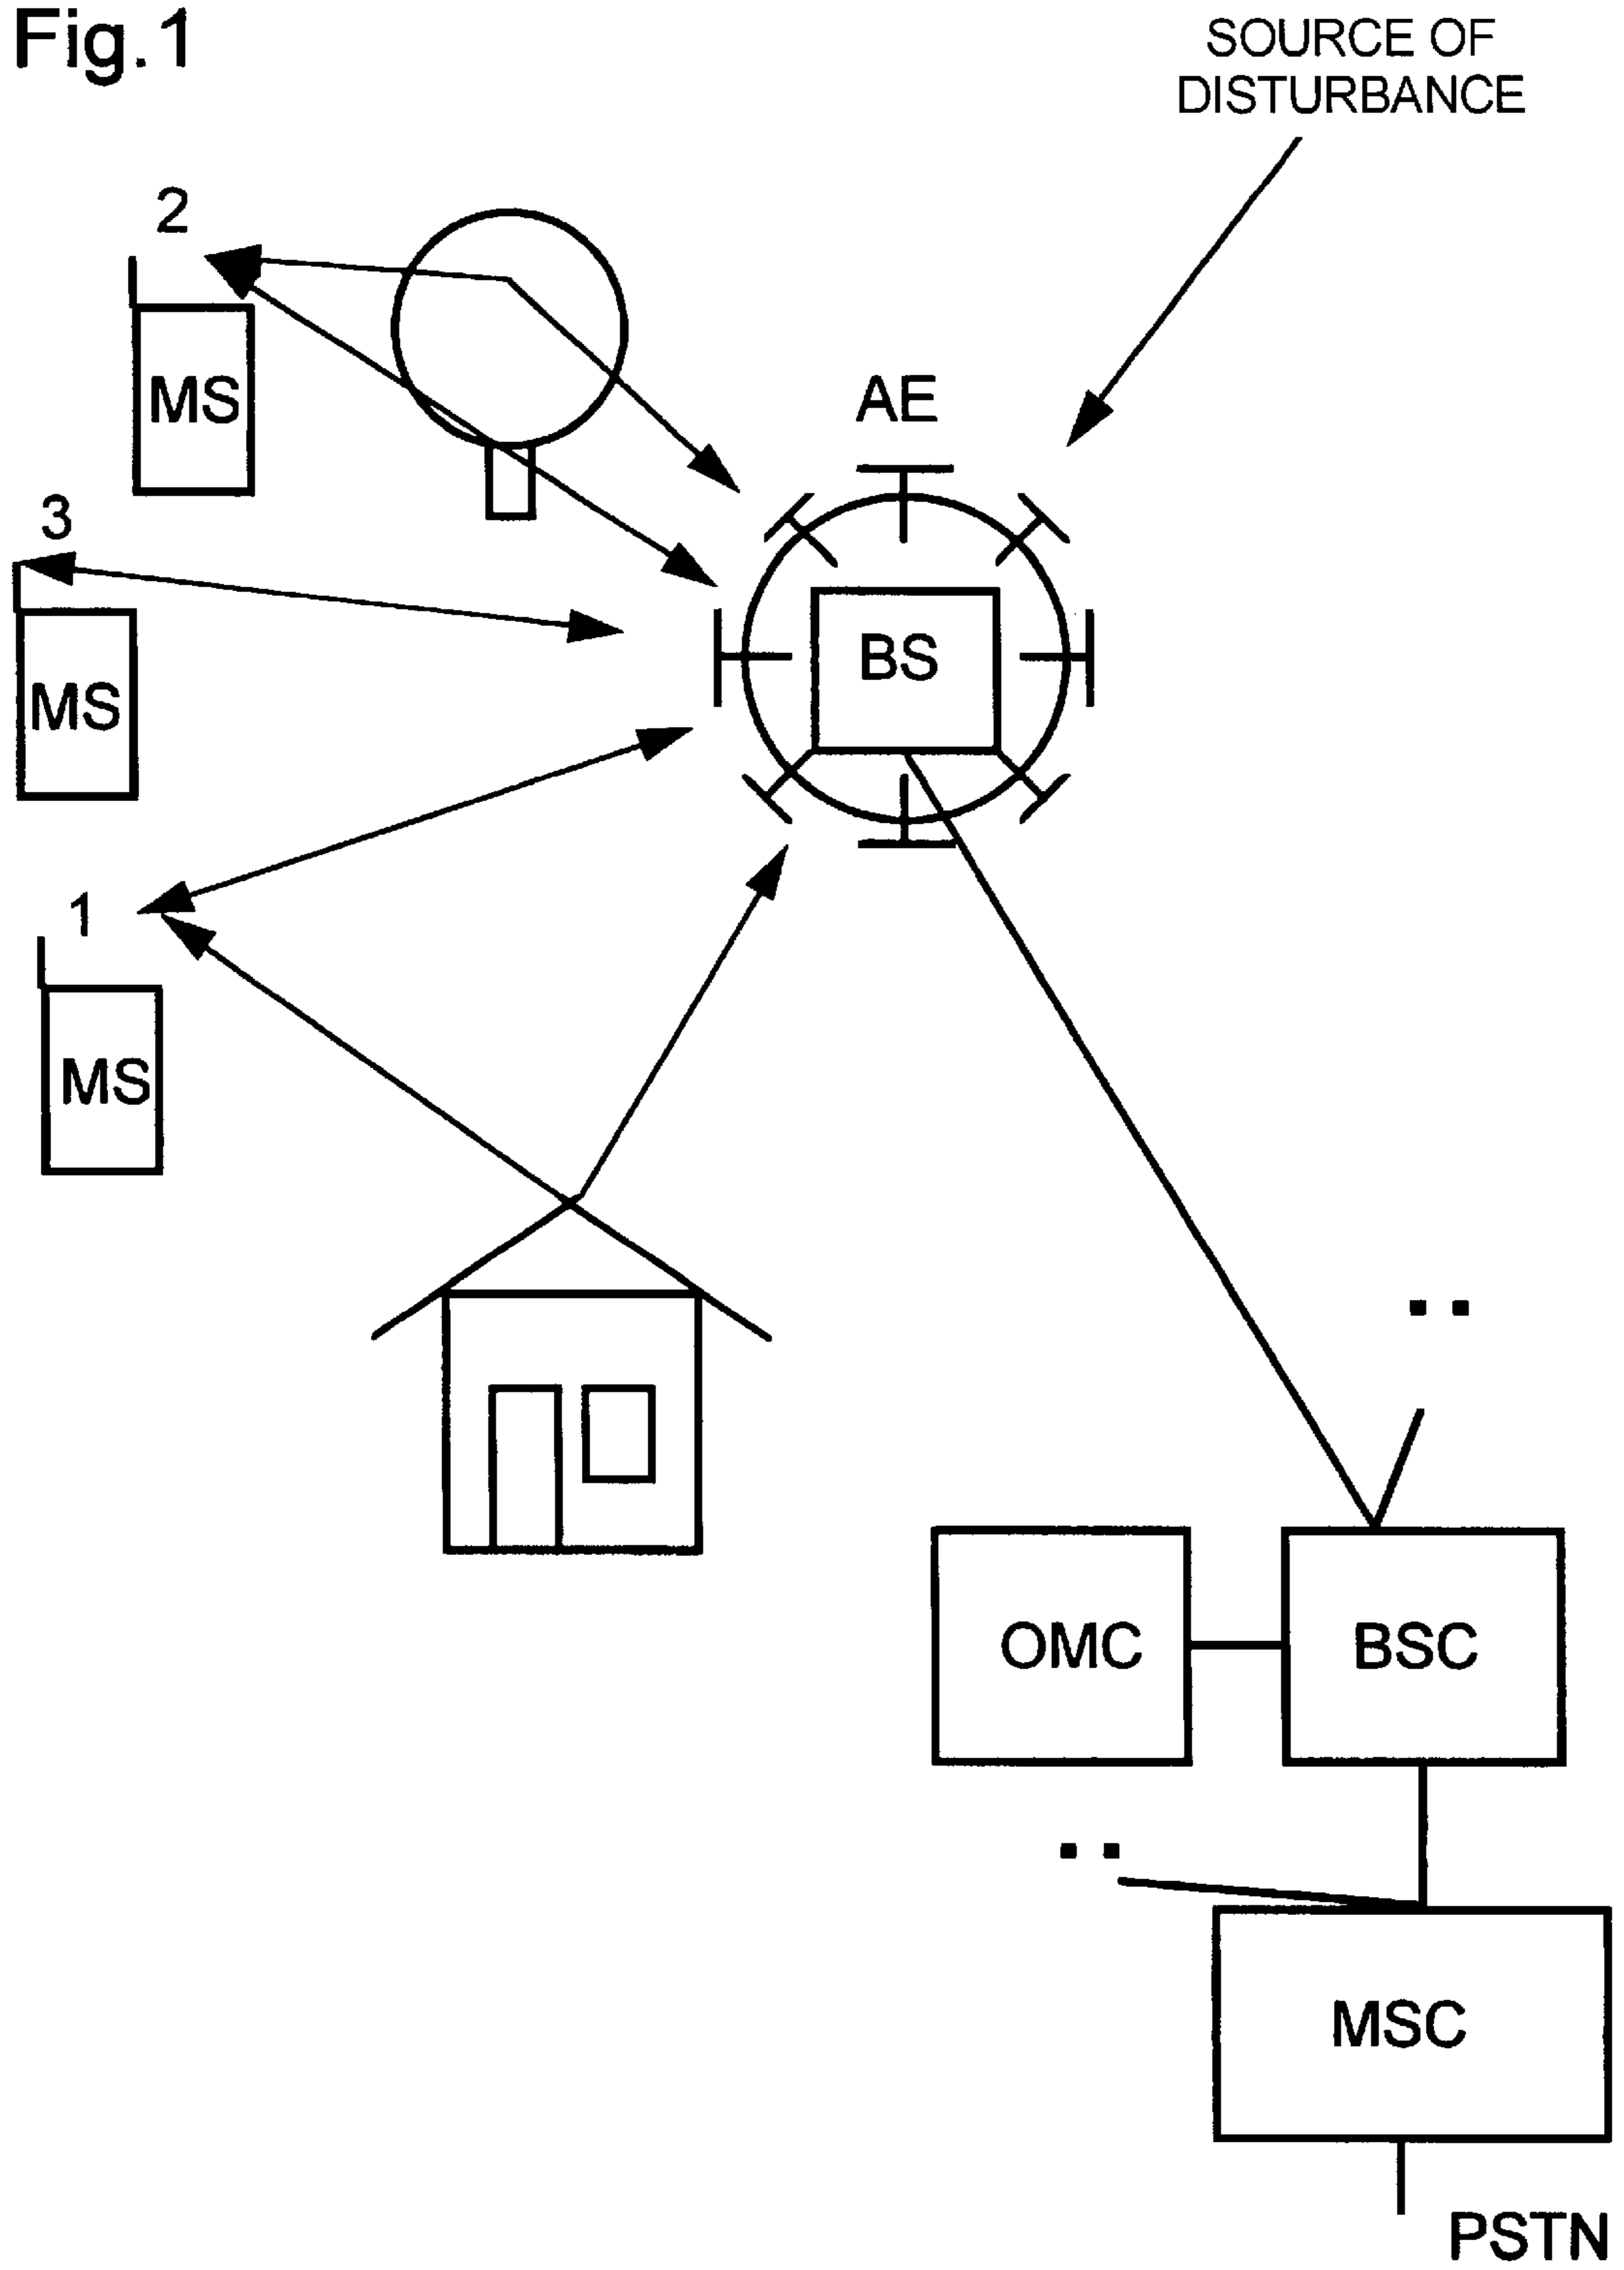 Fig.1
SOURCE OF
DISTURBANCE
2
MS
AE
3
BS
MS
1
MS
OMC
BSC
MSC
PSTN